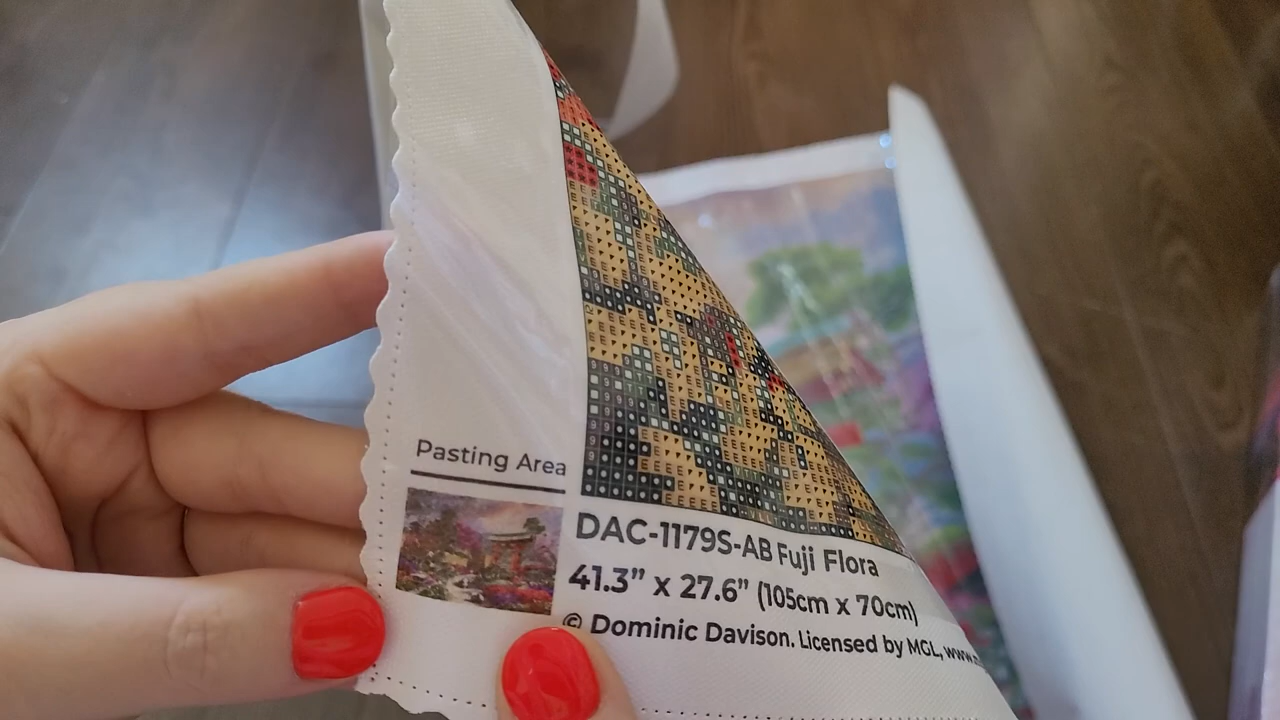 Pasting Area
DAC-1179S-AB Fuji Flora
41.3” x 27.6” (105cm x 70cm)
© Dominic Davison. Licensed by MGL,